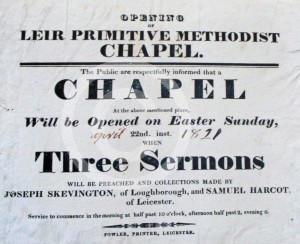 OPENING
OF
LEIR PRIMITIVE METHODIST
CHAPEL.
The Public are respectfully informed that a
CHAPEL
At the above mentioned place,
Will be Opened on Easter Sunday,
april 22nd. inst. 1821
WHEN
Three Sermons
WILL BE PREACHED AND COLLECTIONS MADE BY
JOSEPH SKEVINGTON, of Loughborough, and SAMUEL HARCOT,
of Leicester.
Service to commence in the morning at half past 10 o'clock, afternoon half past 2, evening 6.
FOWLER, PRINTER, LEICESTER.